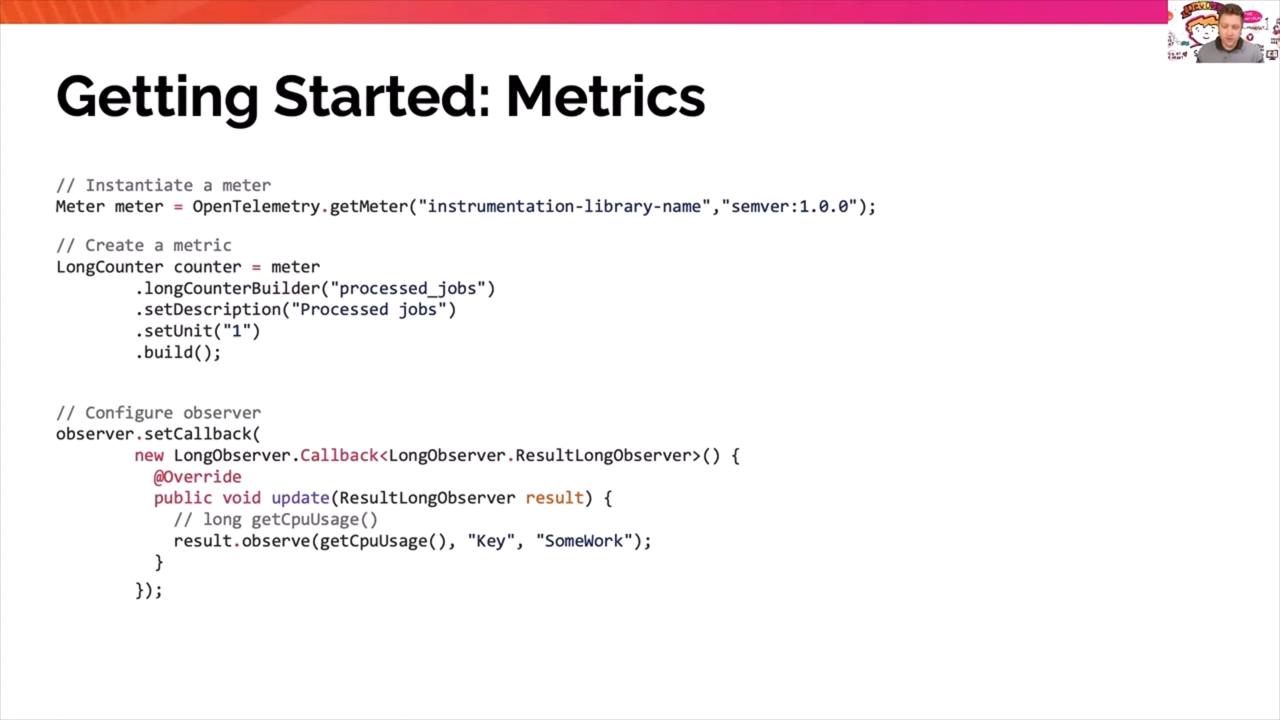 Getting Started: Metrics
// Instantiate a meter
Meter meter = OpenTelemetry.getMeter("instrumentation-library-name","semver:1.0.0");
// Create a metric
LongCounter counter = meter
        .longCounterBuilder("processed_jobs")
        .setDescription("Processed jobs")
        .setUnit("1")
        .build();
// Configure observer
observer.setCallback(
        new LongObserver.Callback<LongObserver.ResultLongObserver>() {
          @Override
          public void update(ResultLongObserver result) {
            // long getCpuUsage()
            result.observe(getCpuUsage(), "Key", "SomeWork");
          }
        });